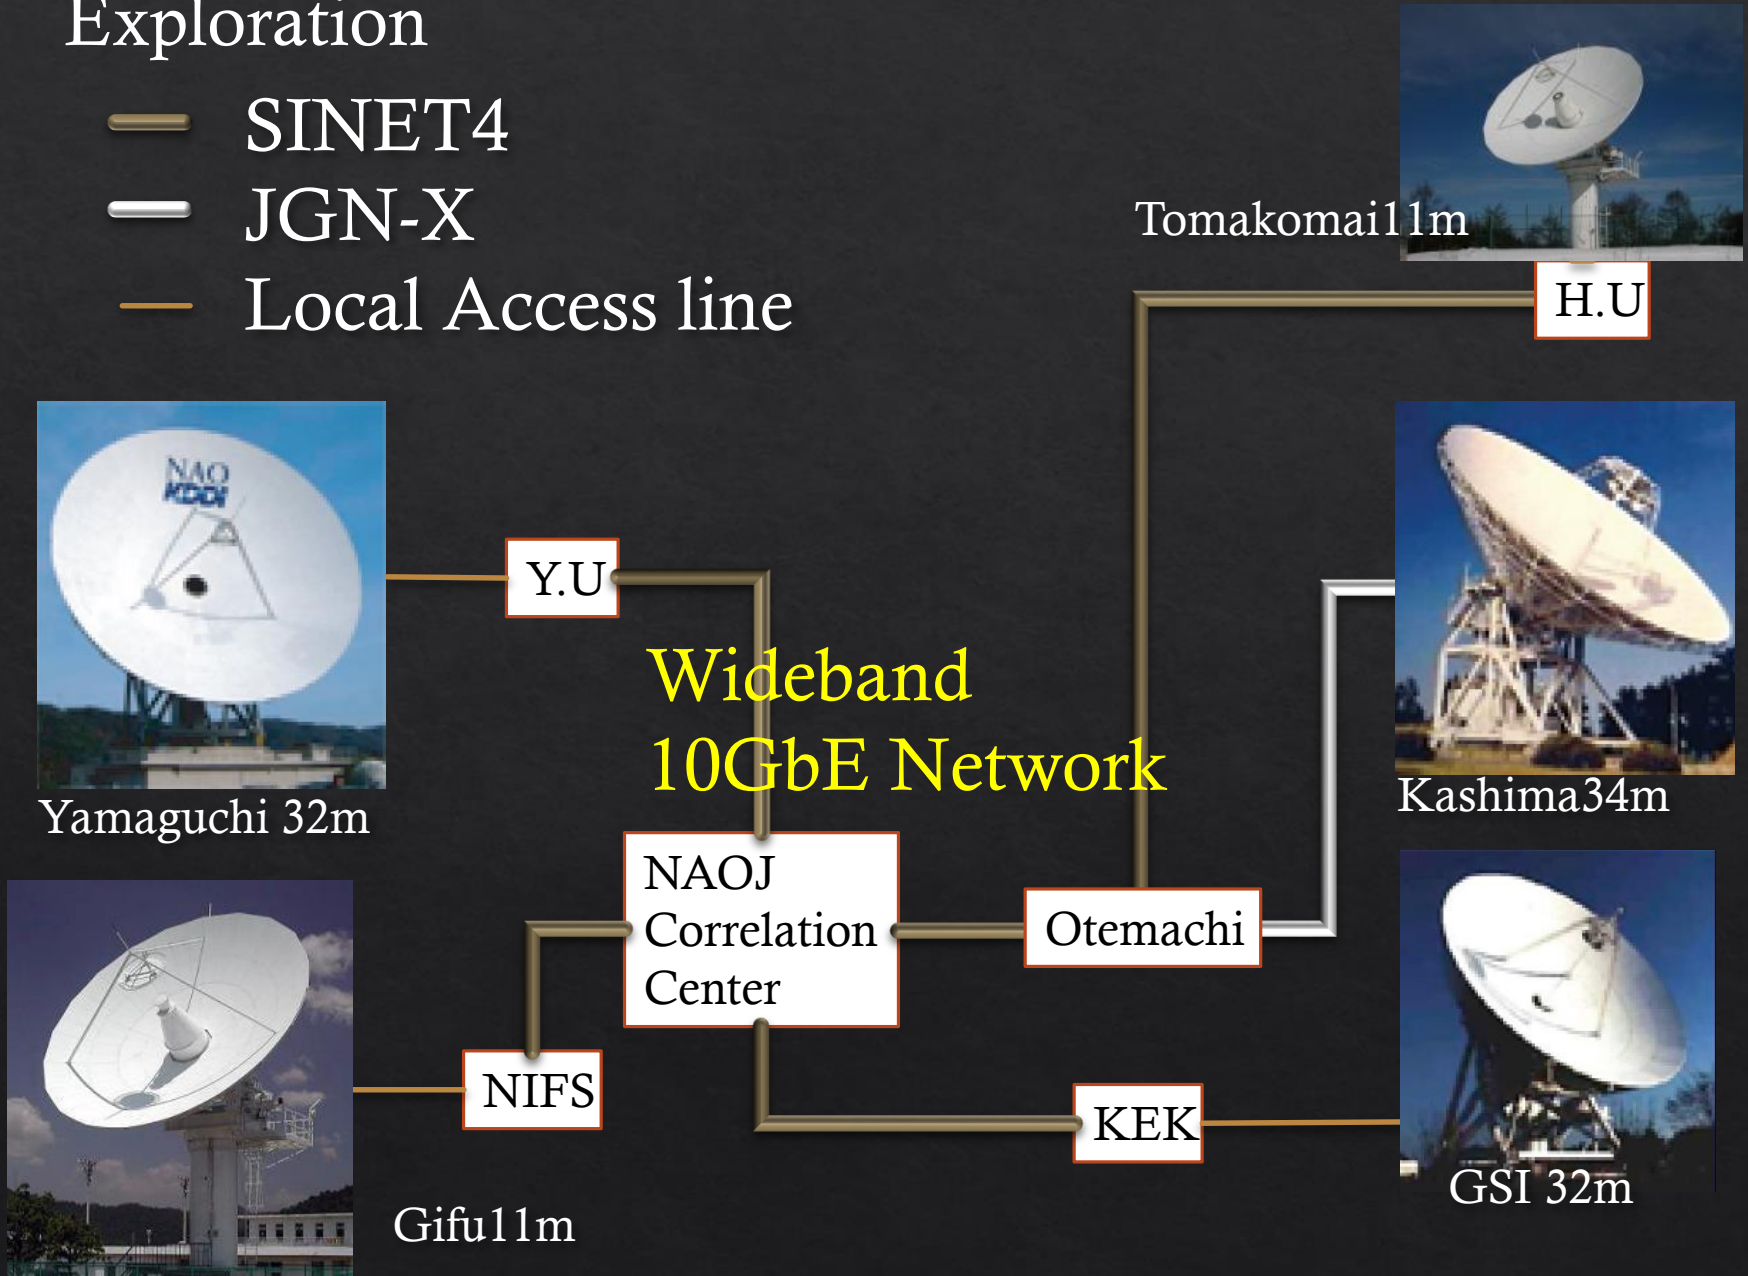 Exploration
SINET4
JGN-X
Local Access line
Tomakomai11m
H.U
NAO
KDDI
Y.U
Wideband
10GbE Network
Yamaguchi 32m
Kashima34m
NAOJ
Correlation
Center
Otemachi
NIFS
KEK
GSI 32m
Gifu11m